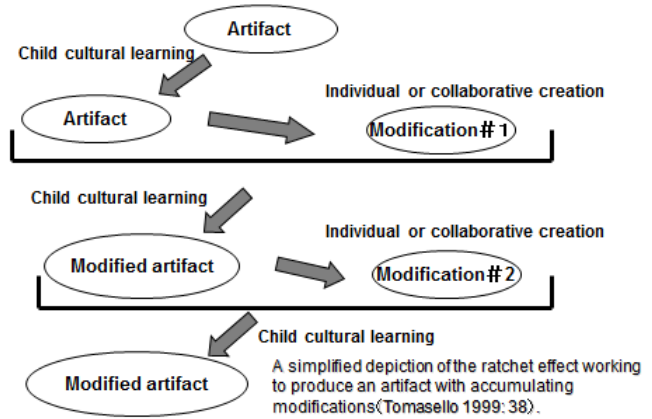 Artifact
Child cultural learning
Individual or collaborative creation
Artifact
Modification#1
Child cultural learning
Individual or collaborative creation
Modified artifact
Modification#2
Child cultural learning
Modified artifact
A simplified depiction of the ratchet effect working
to produce an artifact with accumulating
modifications(Tomasello 1999: 38).